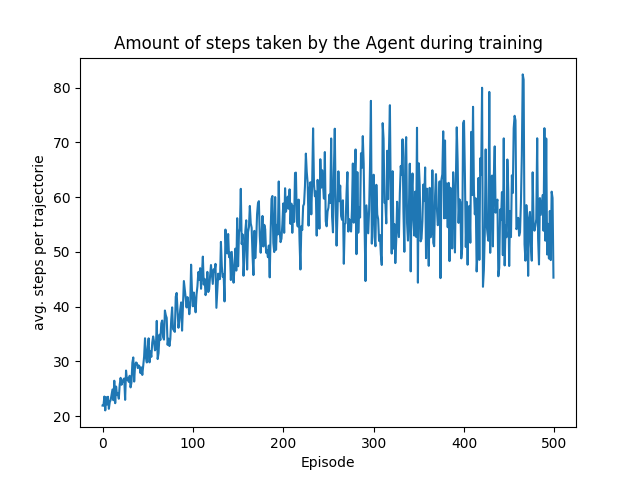 Amount of steps taken by the Agent during training
80
70
60
50
40
30
20
avg. steps per trajectorie
0 100 200 300 400 500
Episode